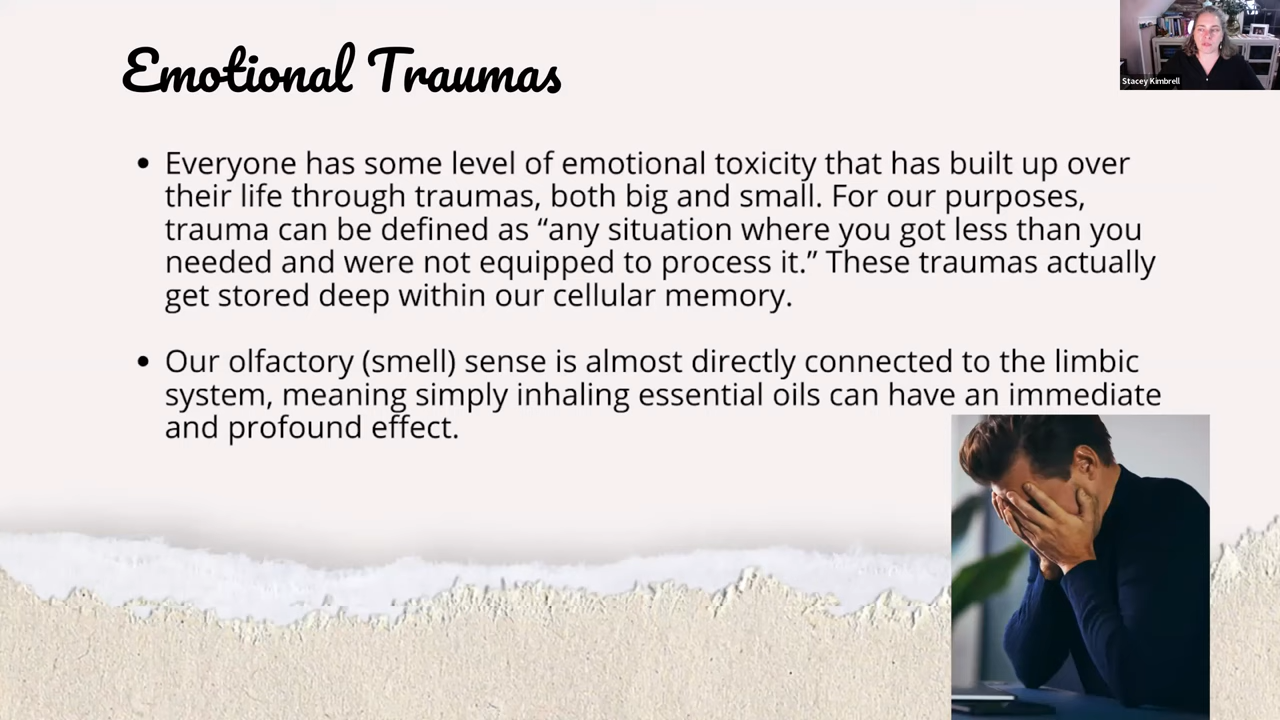 Emotional Traumas
Stacey Kimbrell
• Everyone has some level of emotional toxicity that has built up over
their life through traumas, both big and small. For our purposes,
trauma can be defined as “any situation where you got less than you
needed and were not equipped to process it.” These traumas actually
get stored deep within our cellular memory.
• Our olfactory (smell) sense is almost directly connected to the limbic
system, meaning simply inhaling essential oils can have an immediate
and profound effect.